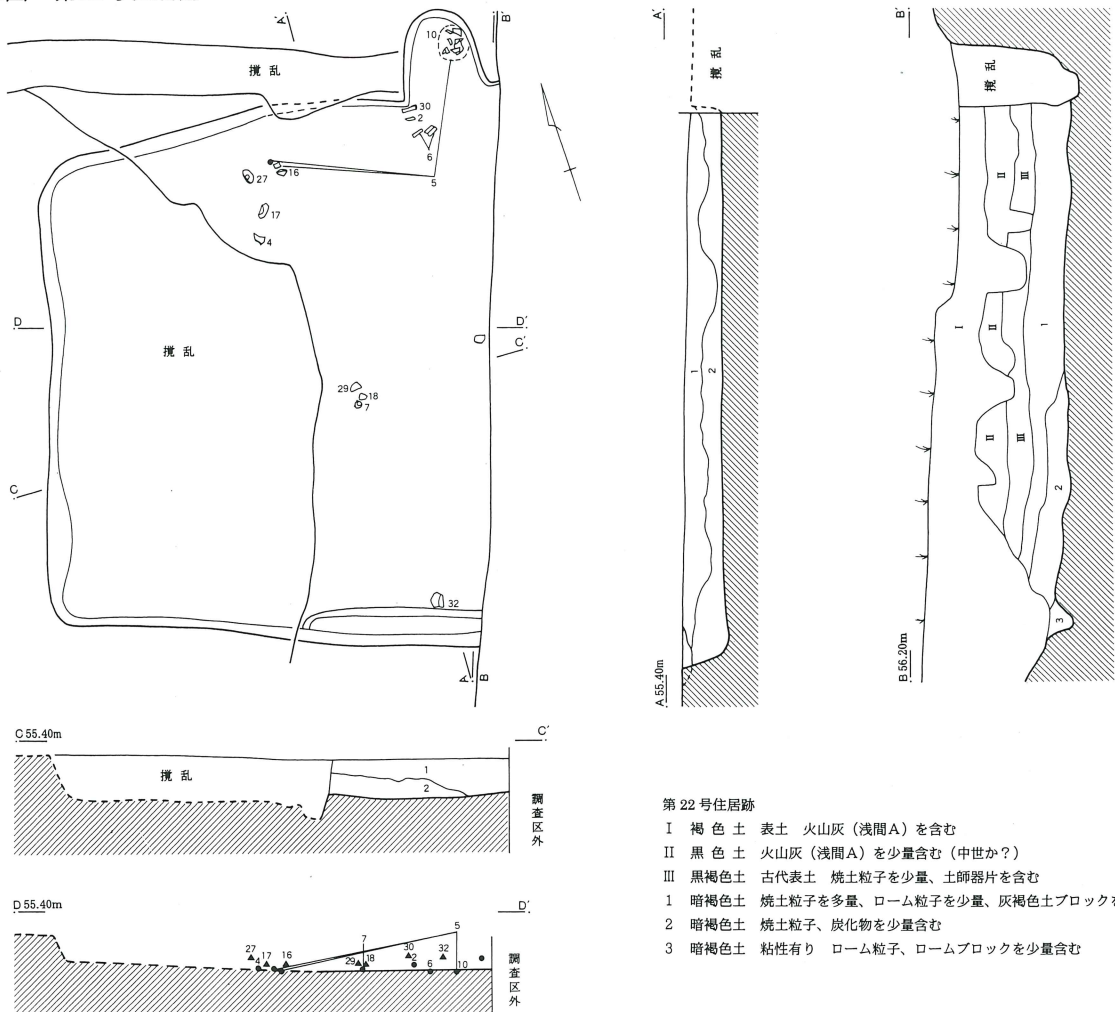 A′
B′
10
攪乱
30
2
6
5
27
16
17
4
D
D′
C′
攪乱
29
18
7
C
32
A
B
A′
攪乱
1
2
A 55.40m
B′
攪乱
II
III
I
II
1
II
III
2
3
B 56.20m
C 55.40m
C′
攪乱
1
2
調査区外
D 55.40m
D′
27
4
17
16
7
29
18
30
2
32
6
5
10
調査区外
第22号住居跡
I 褐色土 表土 火山灰（浅間A）を含む
II 黒色土 火山灰（浅間A）を少量含む（中世か？）
III 黒褐色土 古代表土 焼土粒子を少量、土師器片を含む
1 暗褐色土 焼土粒子を多量、ローム粒子を少量、灰褐色土ブロック
2 暗褐色土 焼土粒子、炭化物を少量含む
3 暗褐色土 粘性有り ローム粒子、ロームブロックを少量含む